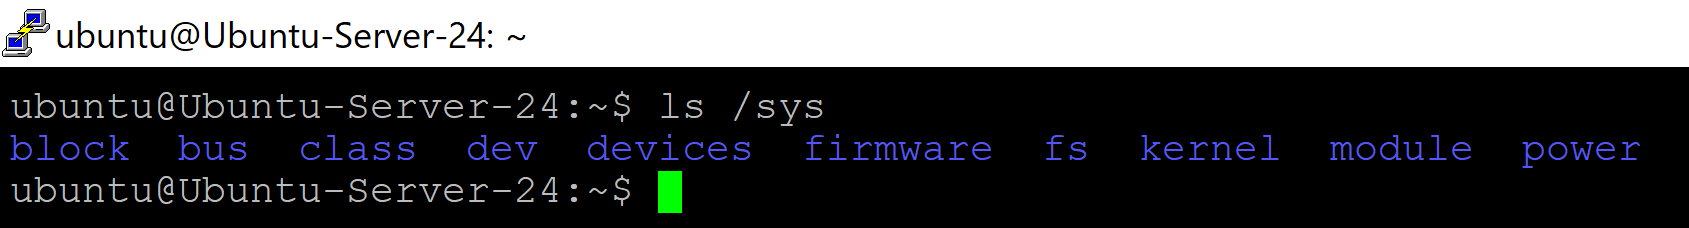 ubuntu@Ubuntu-Server-24: ~
ubuntu@Ubuntu-Server-24:~$ ls /sys
block  bus  class  dev  devices  firmware  fs  kernel  module  power
ubuntu@Ubuntu-Server-24:~$